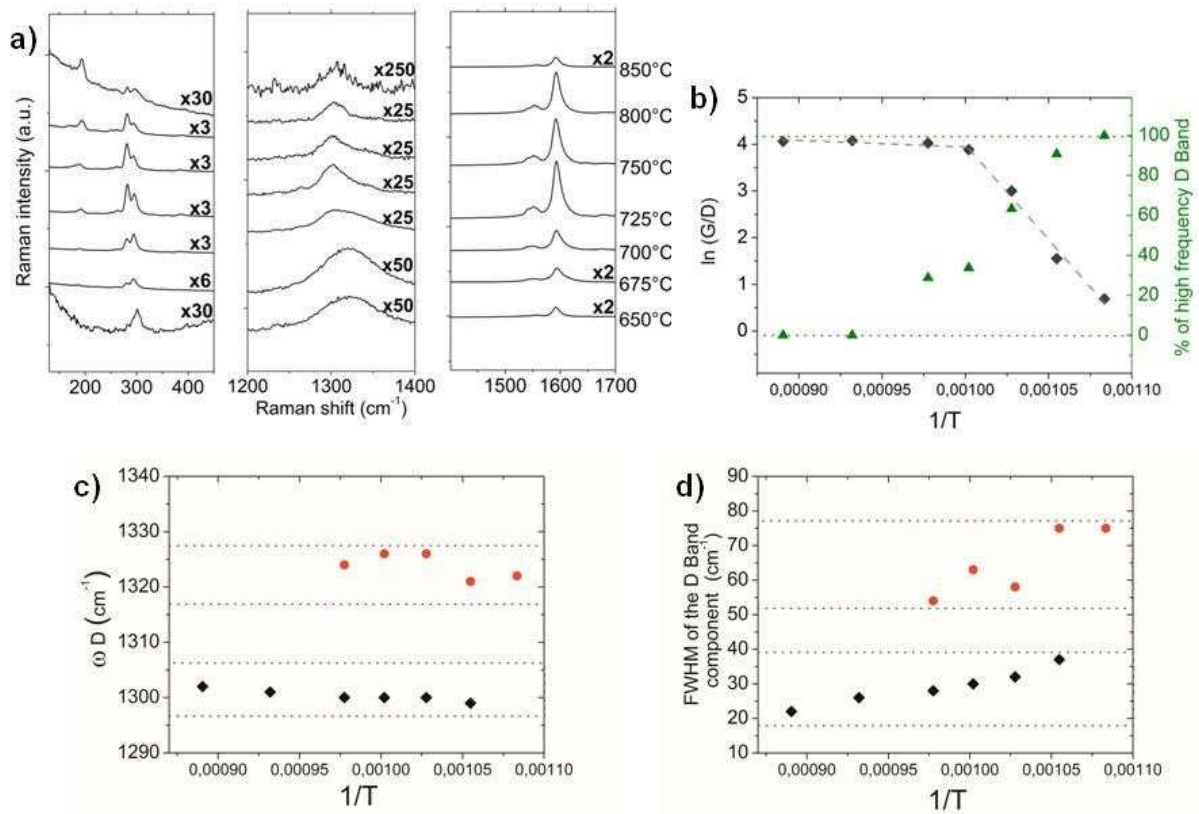 a)
Raman intensity (a.u.)
x30
x3
x3
x3
x3
x6
x30
200 300 400
x250
x25
x25
x25
x25
x50
x50
1200 1300 1400
Raman shift (cm-1)
x2
x2
x2
1500 1600 1700
850°C
800°C
750°C
725°C
700°C
675°C
650°C
b)
ln (G/D)
5
4
3
2
1
0
100
80
60
40
20
0
% of high frequency D Band
0,00090 0,00095 0,00100 0,00105 0,00110
1/T
c)
ω D (cm-1)
1340
1330
1320
1310
1300
1290
0,00090 0,00095 0,00100 0,00105 0,00110
1/T
d)
FWHM of the D Band
component (cm-1)
90
80
70
60
50
40
30
20
10
0,00090 0,00095 0,00100 0,00105 0,00110
1/T